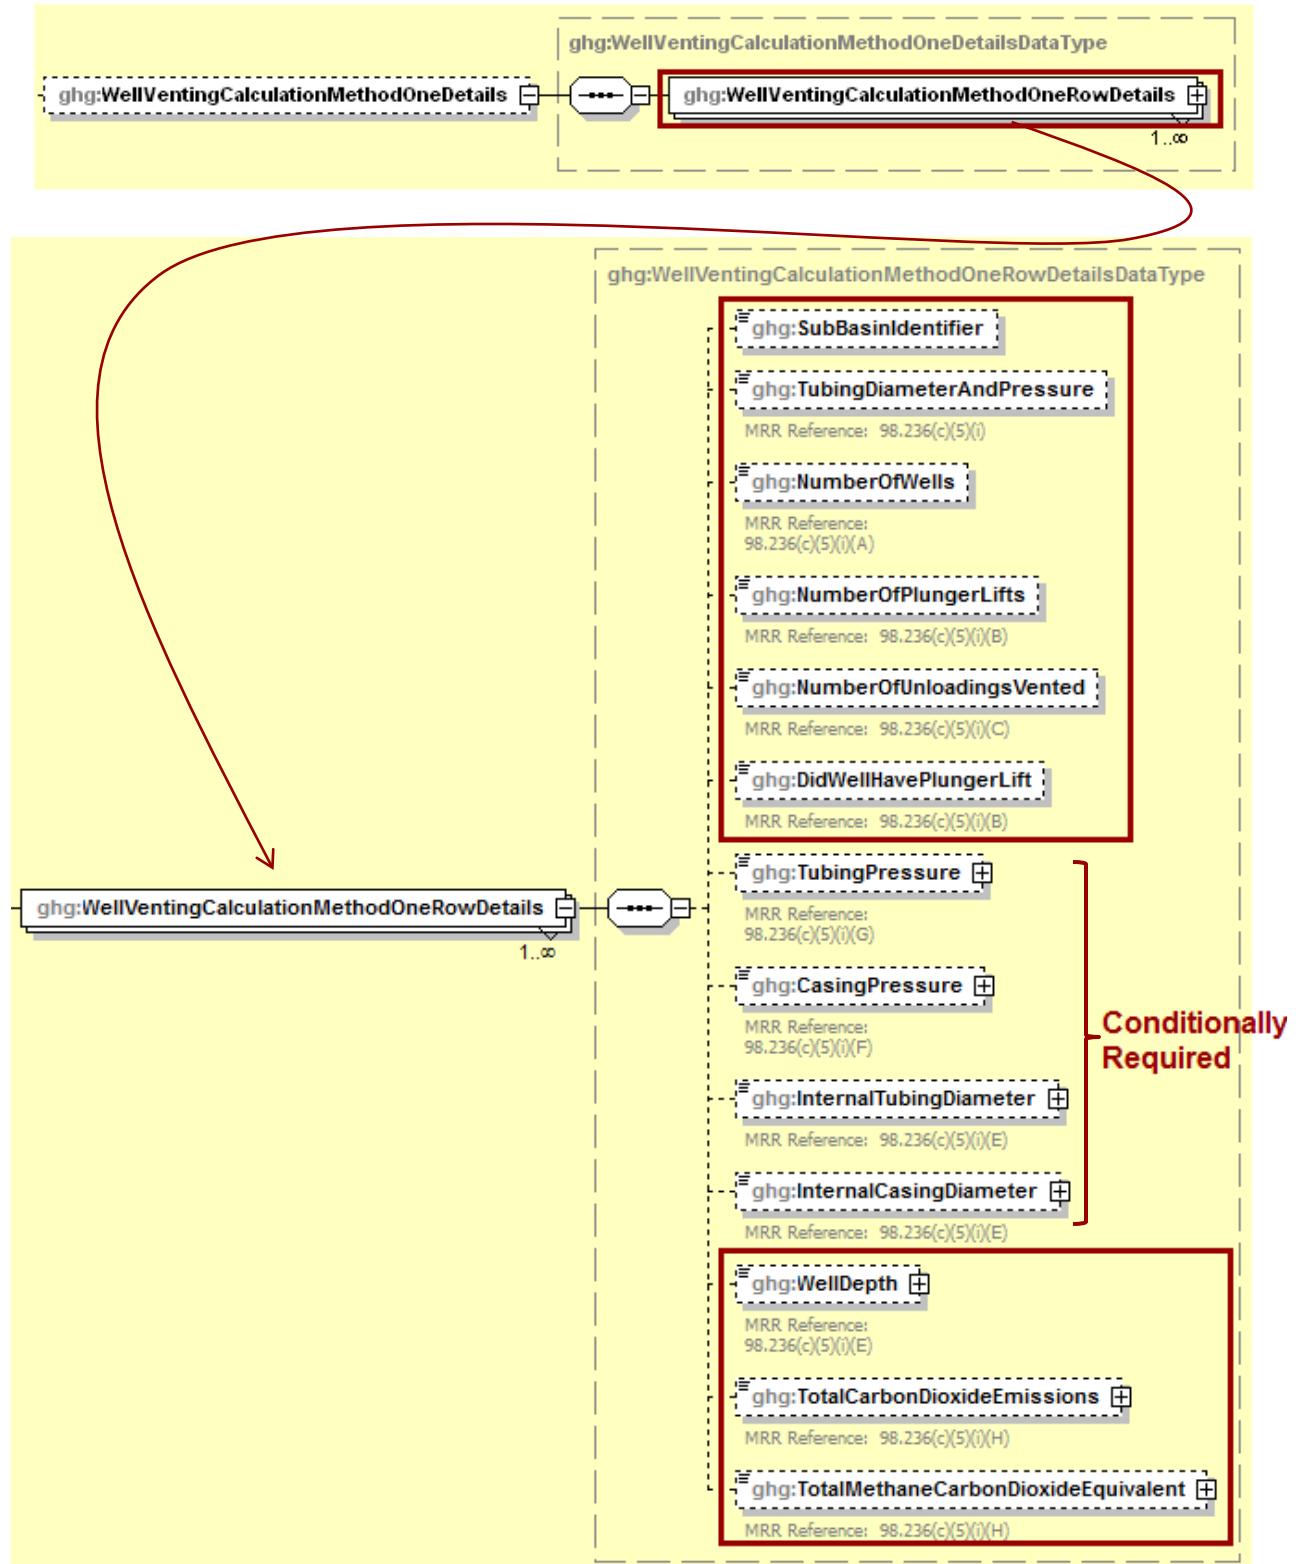 ghg:WellVentingCalculationMethodOneDetailsDataType
ghg:WellVentingCalculationMethodOneDetails
ghg:WellVentingCalculationMethodOneRowDetails
1..∞
ghg:WellVentingCalculationMethodOneRowDetailsDataType
ghg:SubBasinIdentifier
ghg:TubingDiameterAndPressure
MRR Reference: 98.236(c)(5)(i)
ghg:NumberOfWells
MRR Reference:
98.236(c)(5)(i)(A)
ghg:NumberOfPlungerLifts
MRR Reference: 98.236(c)(5)(i)(B)
ghg:NumberOfUnloadingsVented
MRR Reference: 98.236(c)(5)(i)(C)
ghg:DidWellHavePlungerLift
MRR Reference: 98.236(c)(5)(i)(B)
ghg:TubingPressure
MRR Reference:
98.236(c)(5)(i)(G)
ghg:WellVentingCalculationMethodOneRowDetails
1..∞
ghg:CasingPressure
MRR Reference:
98.236(c)(5)(i)(F)
Conditionally
Required
ghg:InternalTubingDiameter
MRR Reference: 98.236(c)(5)(i)(E)
ghg:InternalCasingDiameter
MRR Reference: 98.236(c)(5)(i)(E)
ghg:WellDepth
MRR Reference:
98.236(c)(5)(i)(E)
ghg:TotalCarbonDioxideEmissions
MRR Reference: 98.236(c)(5)(i)(H)
ghg:TotalMethaneCarbonDioxideEquivalent
MRR Reference: 98.236(c)(5)(i)(H)